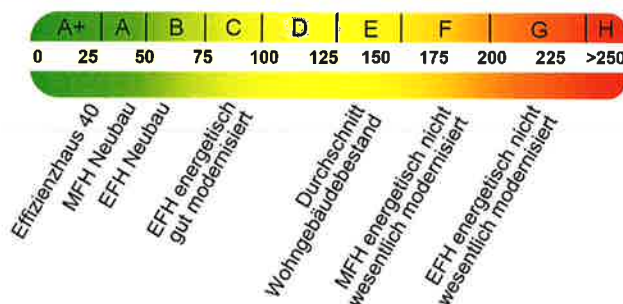 A+ A B C D E F G H
0 25 50 75 100 125 150 175 200 225 >250
Effizienzhaus 40
MFH Neubau
EFH Neubau
EFH energetisch
gut modernisiert
Durchschnitt
Wohngebäudebestand
MFH energetisch nicht
wesentlich modernisiert
EFH energetisch nicht
wesentlich modernisiert